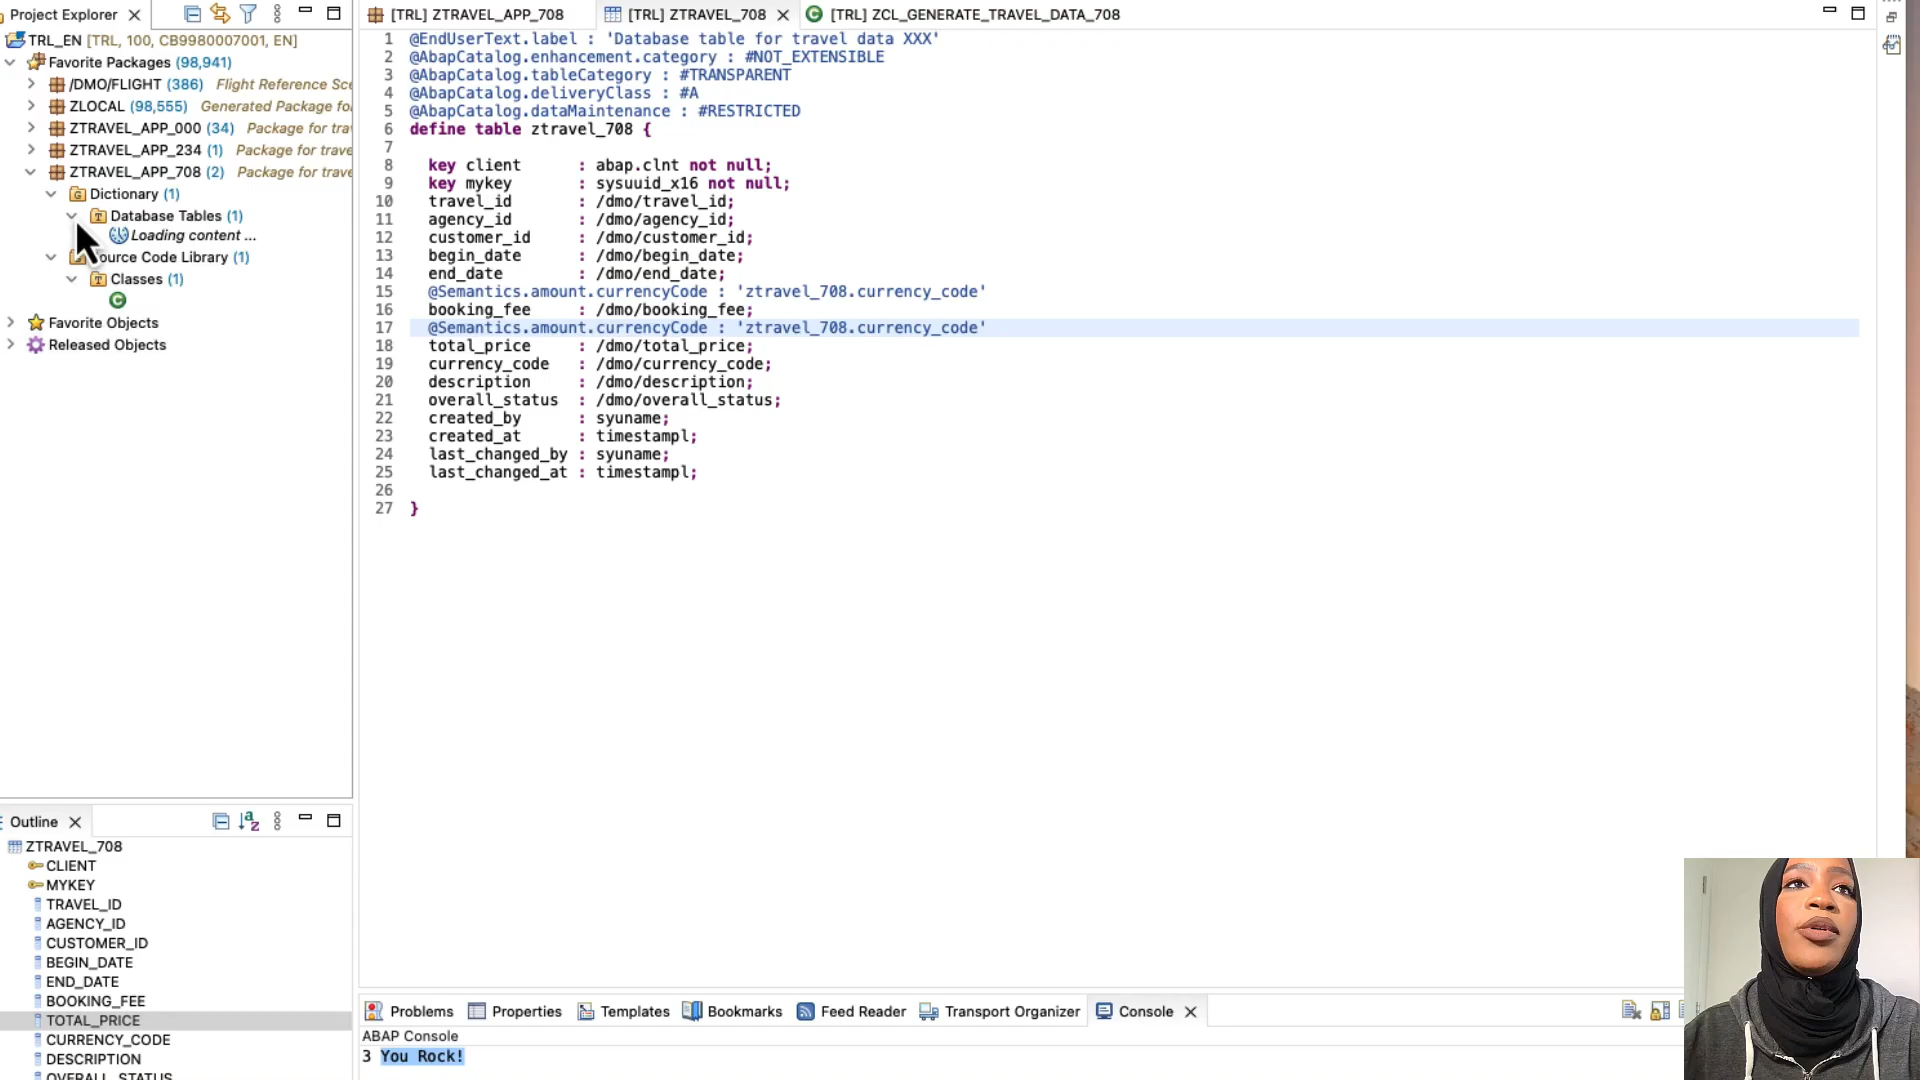 Project Explorer
TRL_EN [TRL, 100, CB9980007001, EN]
Favorite Packages (98,941)
/DMO/FLIGHT (386) Flight Reference Sce
ZLOCAL (98,555) Generated Package fo
ZTRAVEL_APP_000 (34) Package for trav
ZTRAVEL_APP_234 (1) Package for trave
ZTRAVEL_APP_708 (2) Package for trave
Dictionary (1)
Database Tables (1)
Loading content ...
ource Code Library (1)
Classes (1)
Favorite Objects
Released Objects
Outline
ZTRAVEL_708
CLIENT
MYKEY
TRAVEL_ID
AGENCY_ID
CUSTOMER_ID
BEGIN_DATE
END_DATE
BOOKING_FEE
TOTAL_PRICE
CURRENCY_CODE
DESCRIPTION
OVERALL_STATUS
[TRL] ZTRAVEL_APP_708
[TRL] ZTRAVEL_708
[TRL] ZCL_GENERATE_TRAVEL_DATA_708
1 @EndUserText.label : 'Database table for travel data XXX'
2 @AbapCatalog.enhancement.category : #NOT_EXTENSIBLE
3 @AbapCatalog.tableCategory : #TRANSPARENT
4 @AbapCatalog.deliveryClass : #A
5 @AbapCatalog.dataMaintenance : #RESTRICTED
6 define table ztravel_708 {
7
8 key client : abap.clnt not null;
9 key mykey : sysuuid_x16 not null;
10 travel_id : /dmo/travel_id;
11 agency_id : /dmo/agency_id;
12 customer_id : /dmo/customer_id;
13 begin_date : /dmo/begin_date;
14 end_date : /dmo/end_date;
15 @Semantics.amount.currencyCode : 'ztravel_708.currency_code'
16 booking_fee : /dmo/booking_fee;
17 @Semantics.amount.currencyCode : 'ztravel_708.currency_code'
18 total_price : /dmo/total_price;
19 currency_code : /dmo/currency_code;
20 description : /dmo/description;
21 overall_status : /dmo/overall_status;
22 created_by : syuname;
23 created_at : timestampl;
24 last_changed_by : syuname;
25 last_changed_at : timestampl;
26
27 }
Problems Properties Templates Bookmarks Feed Reader Transport Organizer Console
ABAP Console
3 You Rock!